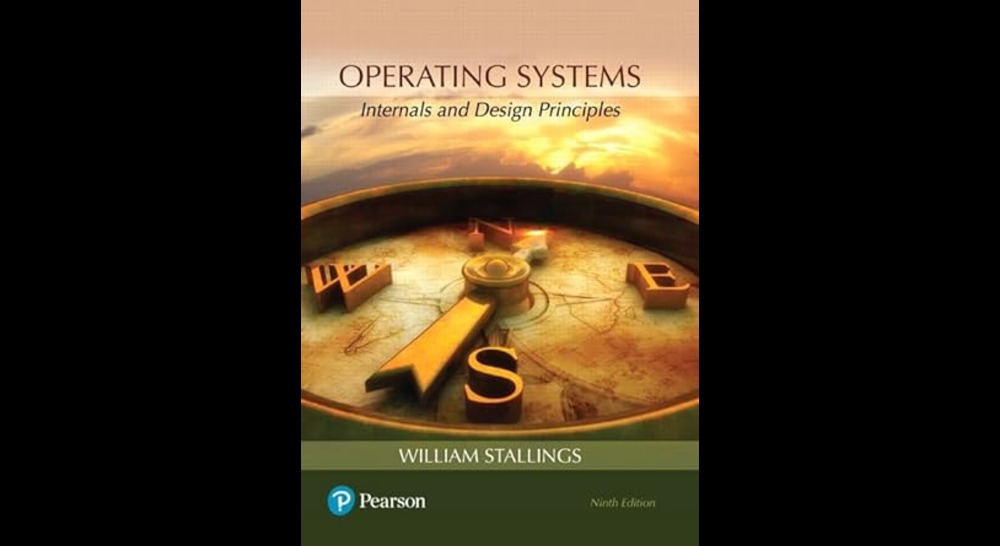 OPERATING SYSTEMS
Internals and Design Principles
N
W
E
S
WILLIAM STALLINGS
P Pearson
Ninth Edition